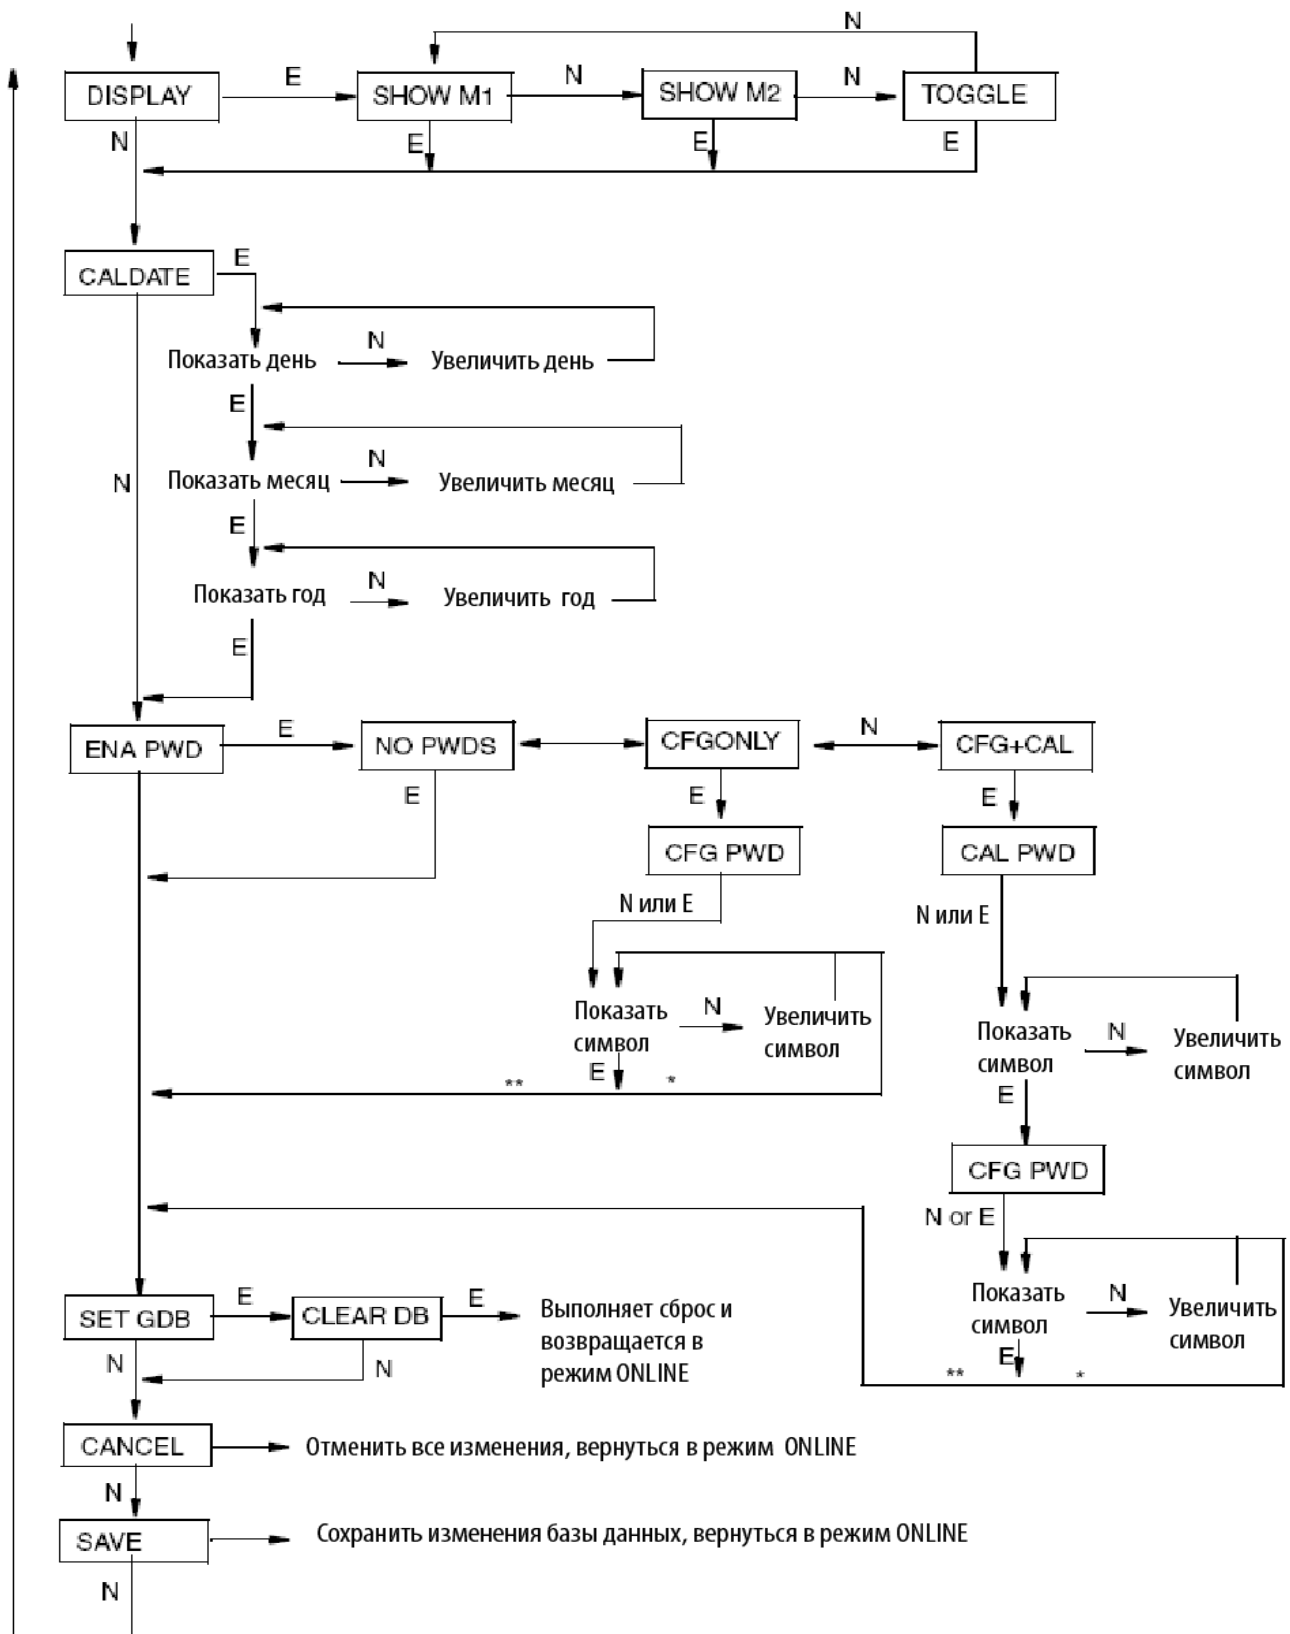 N
DISPLAY
E
SHOW M1
N
SHOW M2
N
TOGGLE
N
E
E
E
CALDATE
E
Показать день
N
Увеличить день
E
N
Показать месяц
N
Увеличить месяц
E
Показать год
N
Увеличить год
E
ENA PWD
E
NO PWDS
CFGONLY
N
CFG+CAL
E
E
E
CFG PWD
CAL PWD
N или E
N или E
Показать
символ
N
Увеличить
символ
E
**
*
Показать
символ
N
Увеличить
символ
E
CFG PWD
N or E
Показать
символ
N
Увеличить
символ
E
**
*
SET GDB
E
CLEAR DB
E
Выполняет сброс и
возвращается в
режим ONLINE
N
N
CANCEL
Отменить все изменения, вернуться в режим ONLINE
N
SAVE
Сохранить изменения базы данных, вернуться в режим ONLINE
N